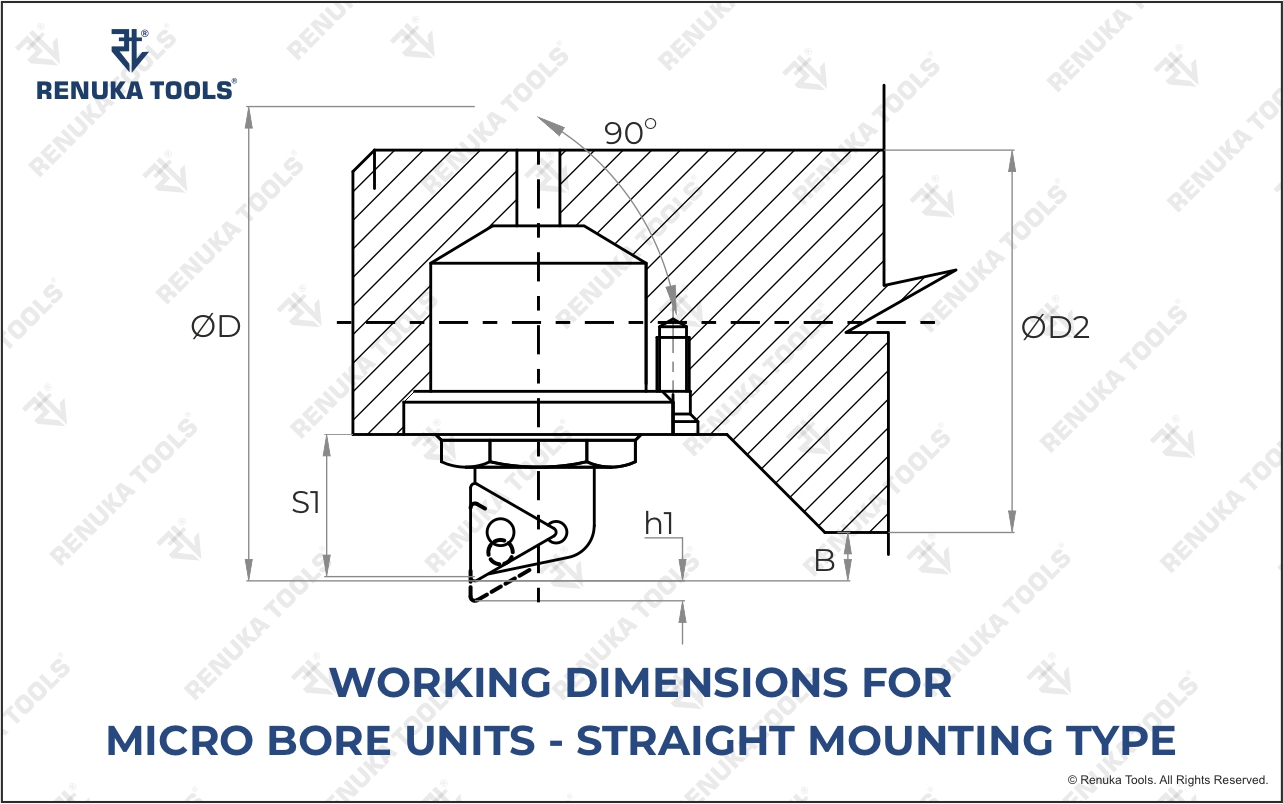 RENUKA TOOLS®
90°
ØD
ØD2
S1
h1
B
WORKING DIMENSIONS FOR
MICRO BORE UNITS - STRAIGHT MOUNTING TYPE
© Renuka Tools. All Rights Reserved.